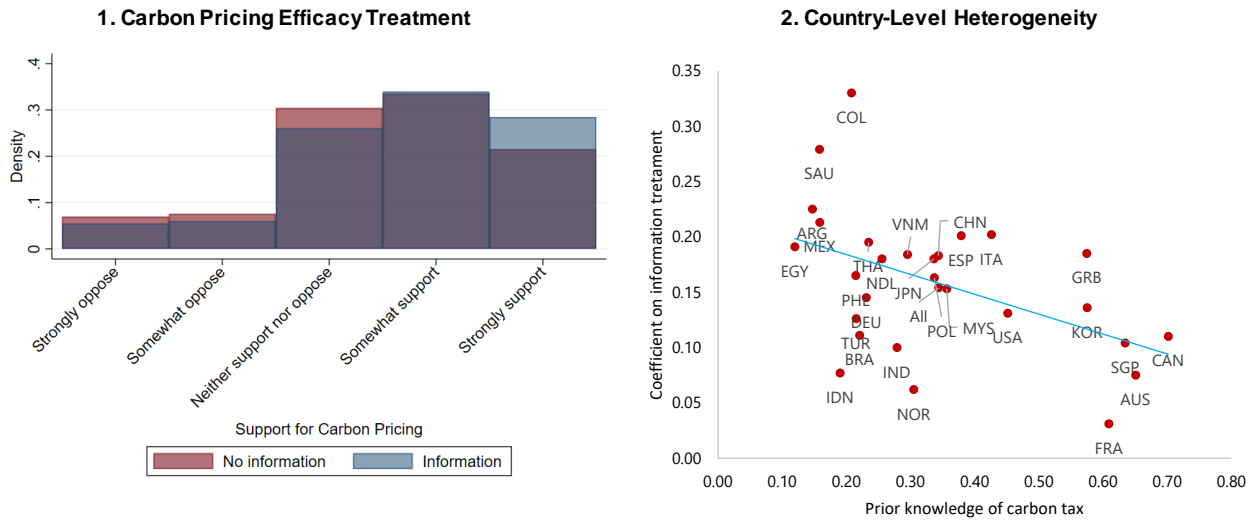 1. Carbon Pricing Efficacy Treatment
.4
.3
.2
.1
0
Density
Strongly oppose
Somewhat oppose
Neither support nor oppose
Somewhat support
Strongly support
Support for Carbon Pricing
No information
Information
2. Country-Level Heterogeneity
0.35
0.30
0.25
0.20
0.15
0.10
0.05
0.00
Coefficient on information tretament
COL
SAU
ARG
MEX
EGY
VNM
CHN
THA
ESP
ITA
NDL
JPN
PHL
DEU
All
POL
MYS
USA
GRB
KOR
TUR
BRA
IND
IDN
NOR
SGP
CAN
AUS
FRA
0.00 0.10 0.20 0.30 0.40 0.50 0.60 0.70 0.80
Prior knowledge of carbon tax